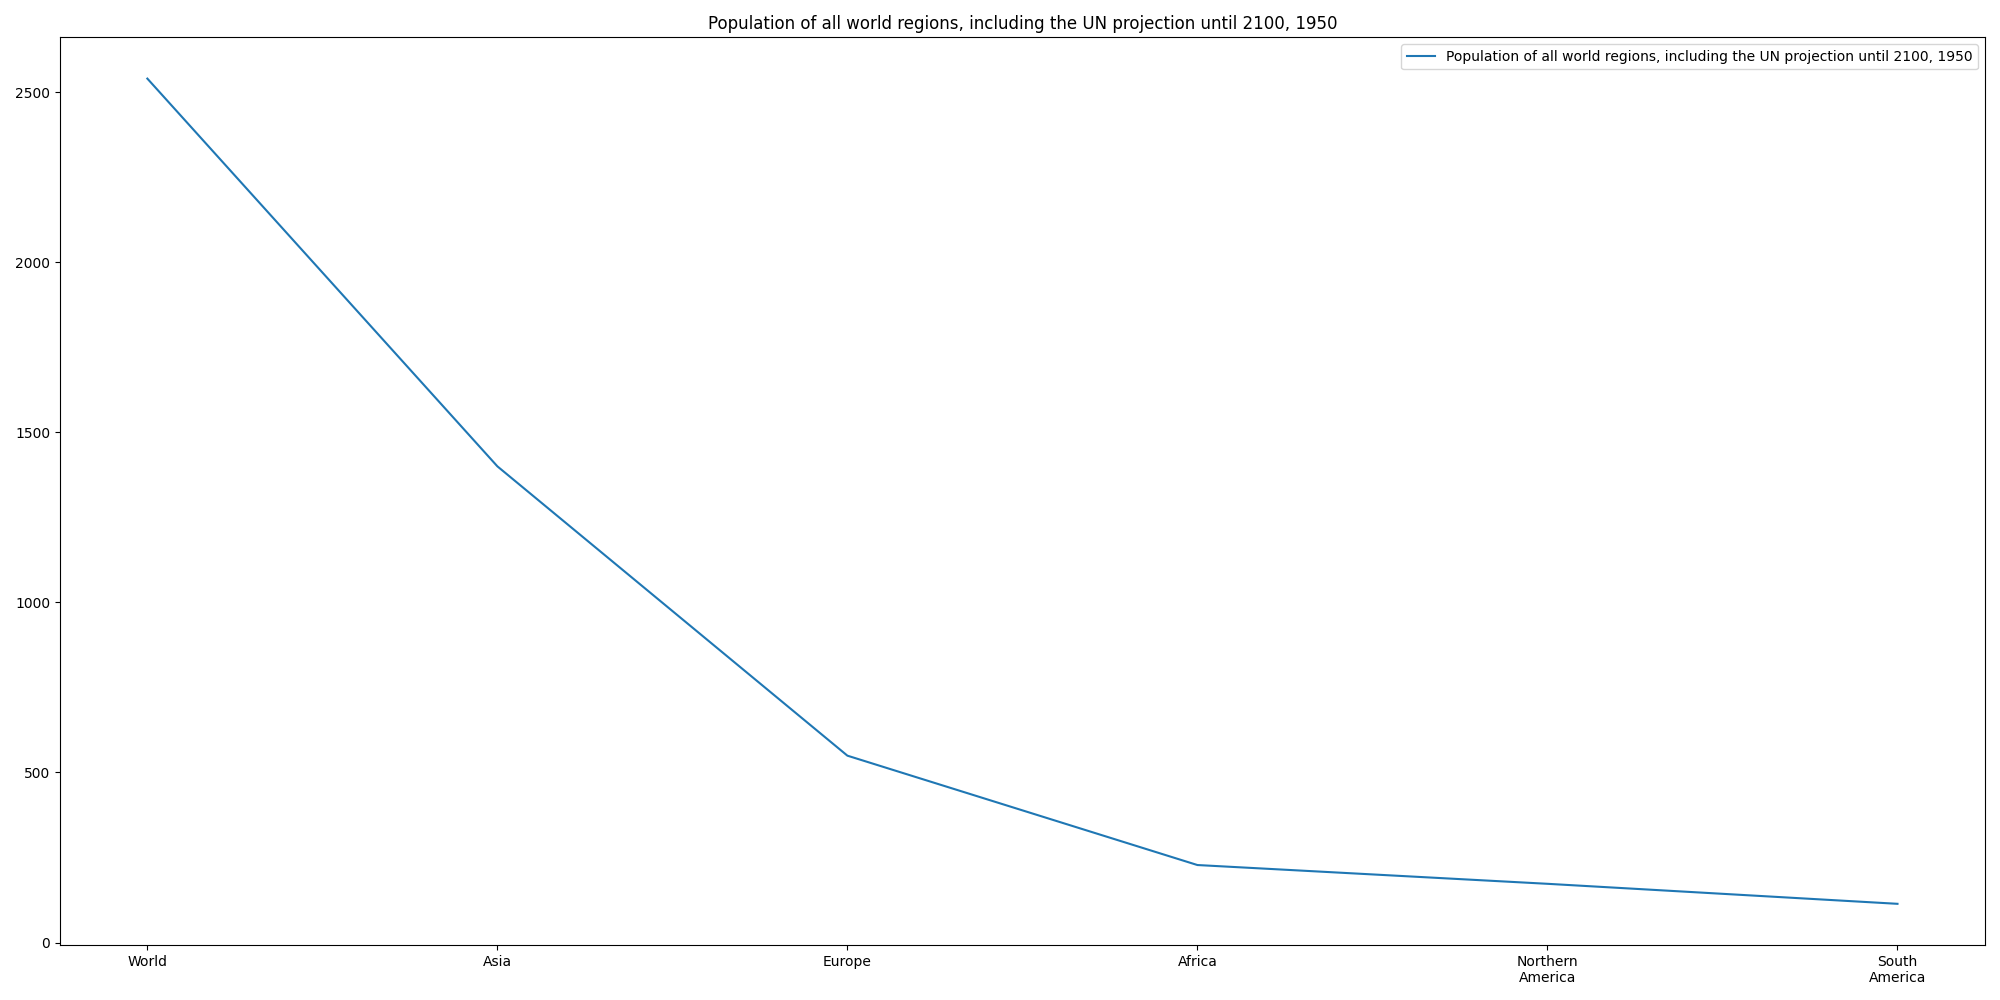 Population of all world regions, including the UN projection until 2100, 1950
Population of all world regions, including the UN projection until 2100, 1950
2500
2000
1500
1000
500
0
World
Asia
Europe
Africa
Northern
America
South
America